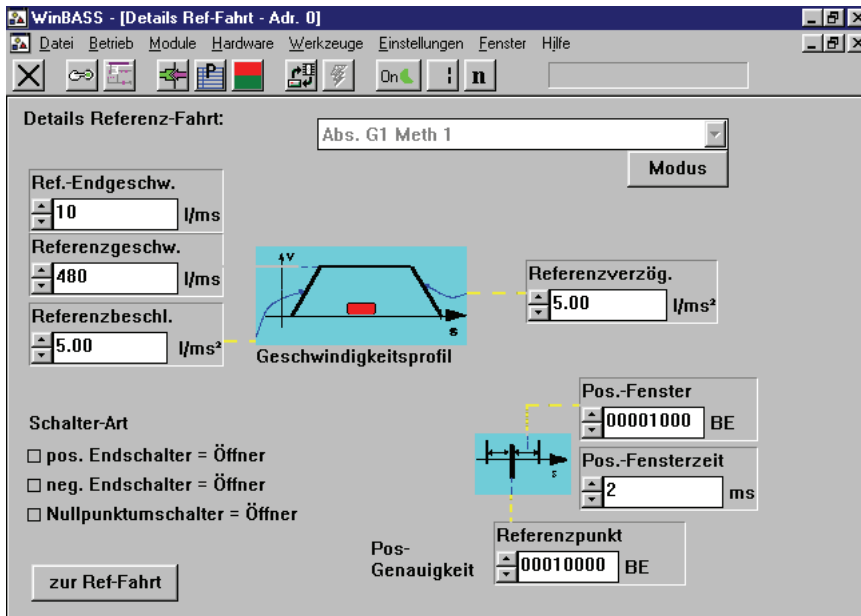 WinBASS - [Details Ref-Fahrt - Adr. 0]
Datei Betrieb Module Hardware Werkzeuge Einstellungen Fenster Hilfe
P On n
Details Referenz-Fahrt:
Abs. G1 Meth 1
Modus
Ref.-Endgeschw.
10 I/ms
Referenzgeschw.
480 I/ms
Referenzbeschl.
5.00 I/ms²
V
s
Geschwindigkeitsprofil
Referenzverzög.
5.00 I/ms²
Schalter-Art
pos. Endschalter = Öffner
neg. Endschalter = Öffner
Nullpunktumschalter = Öffner
zur Ref-Fahrt
Pos.-Fenster
00001000 BE
s
Pos.-Fensterzeit
2 ms
Pos-
Genauigkeit
Referenzpunkt
00010000 BE